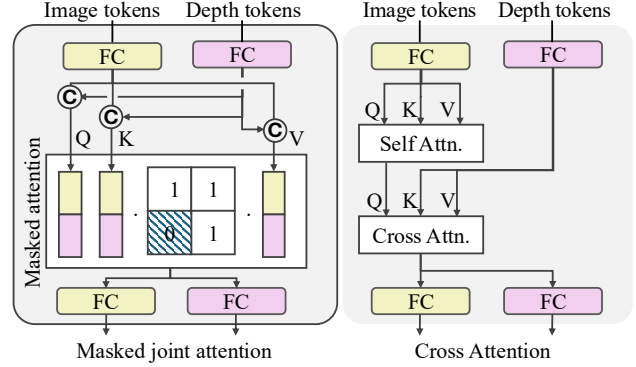 Image tokens
Depth tokens
FC
FC
C
C
C
Q
K
V
Masked attention
1
1
0
1
FC
FC
Masked joint attention
Image tokens
Depth tokens
FC
FC
Q
K
V
Self Attn.
Q
K
V
Cross Attn.
FC
FC
Cross Attention